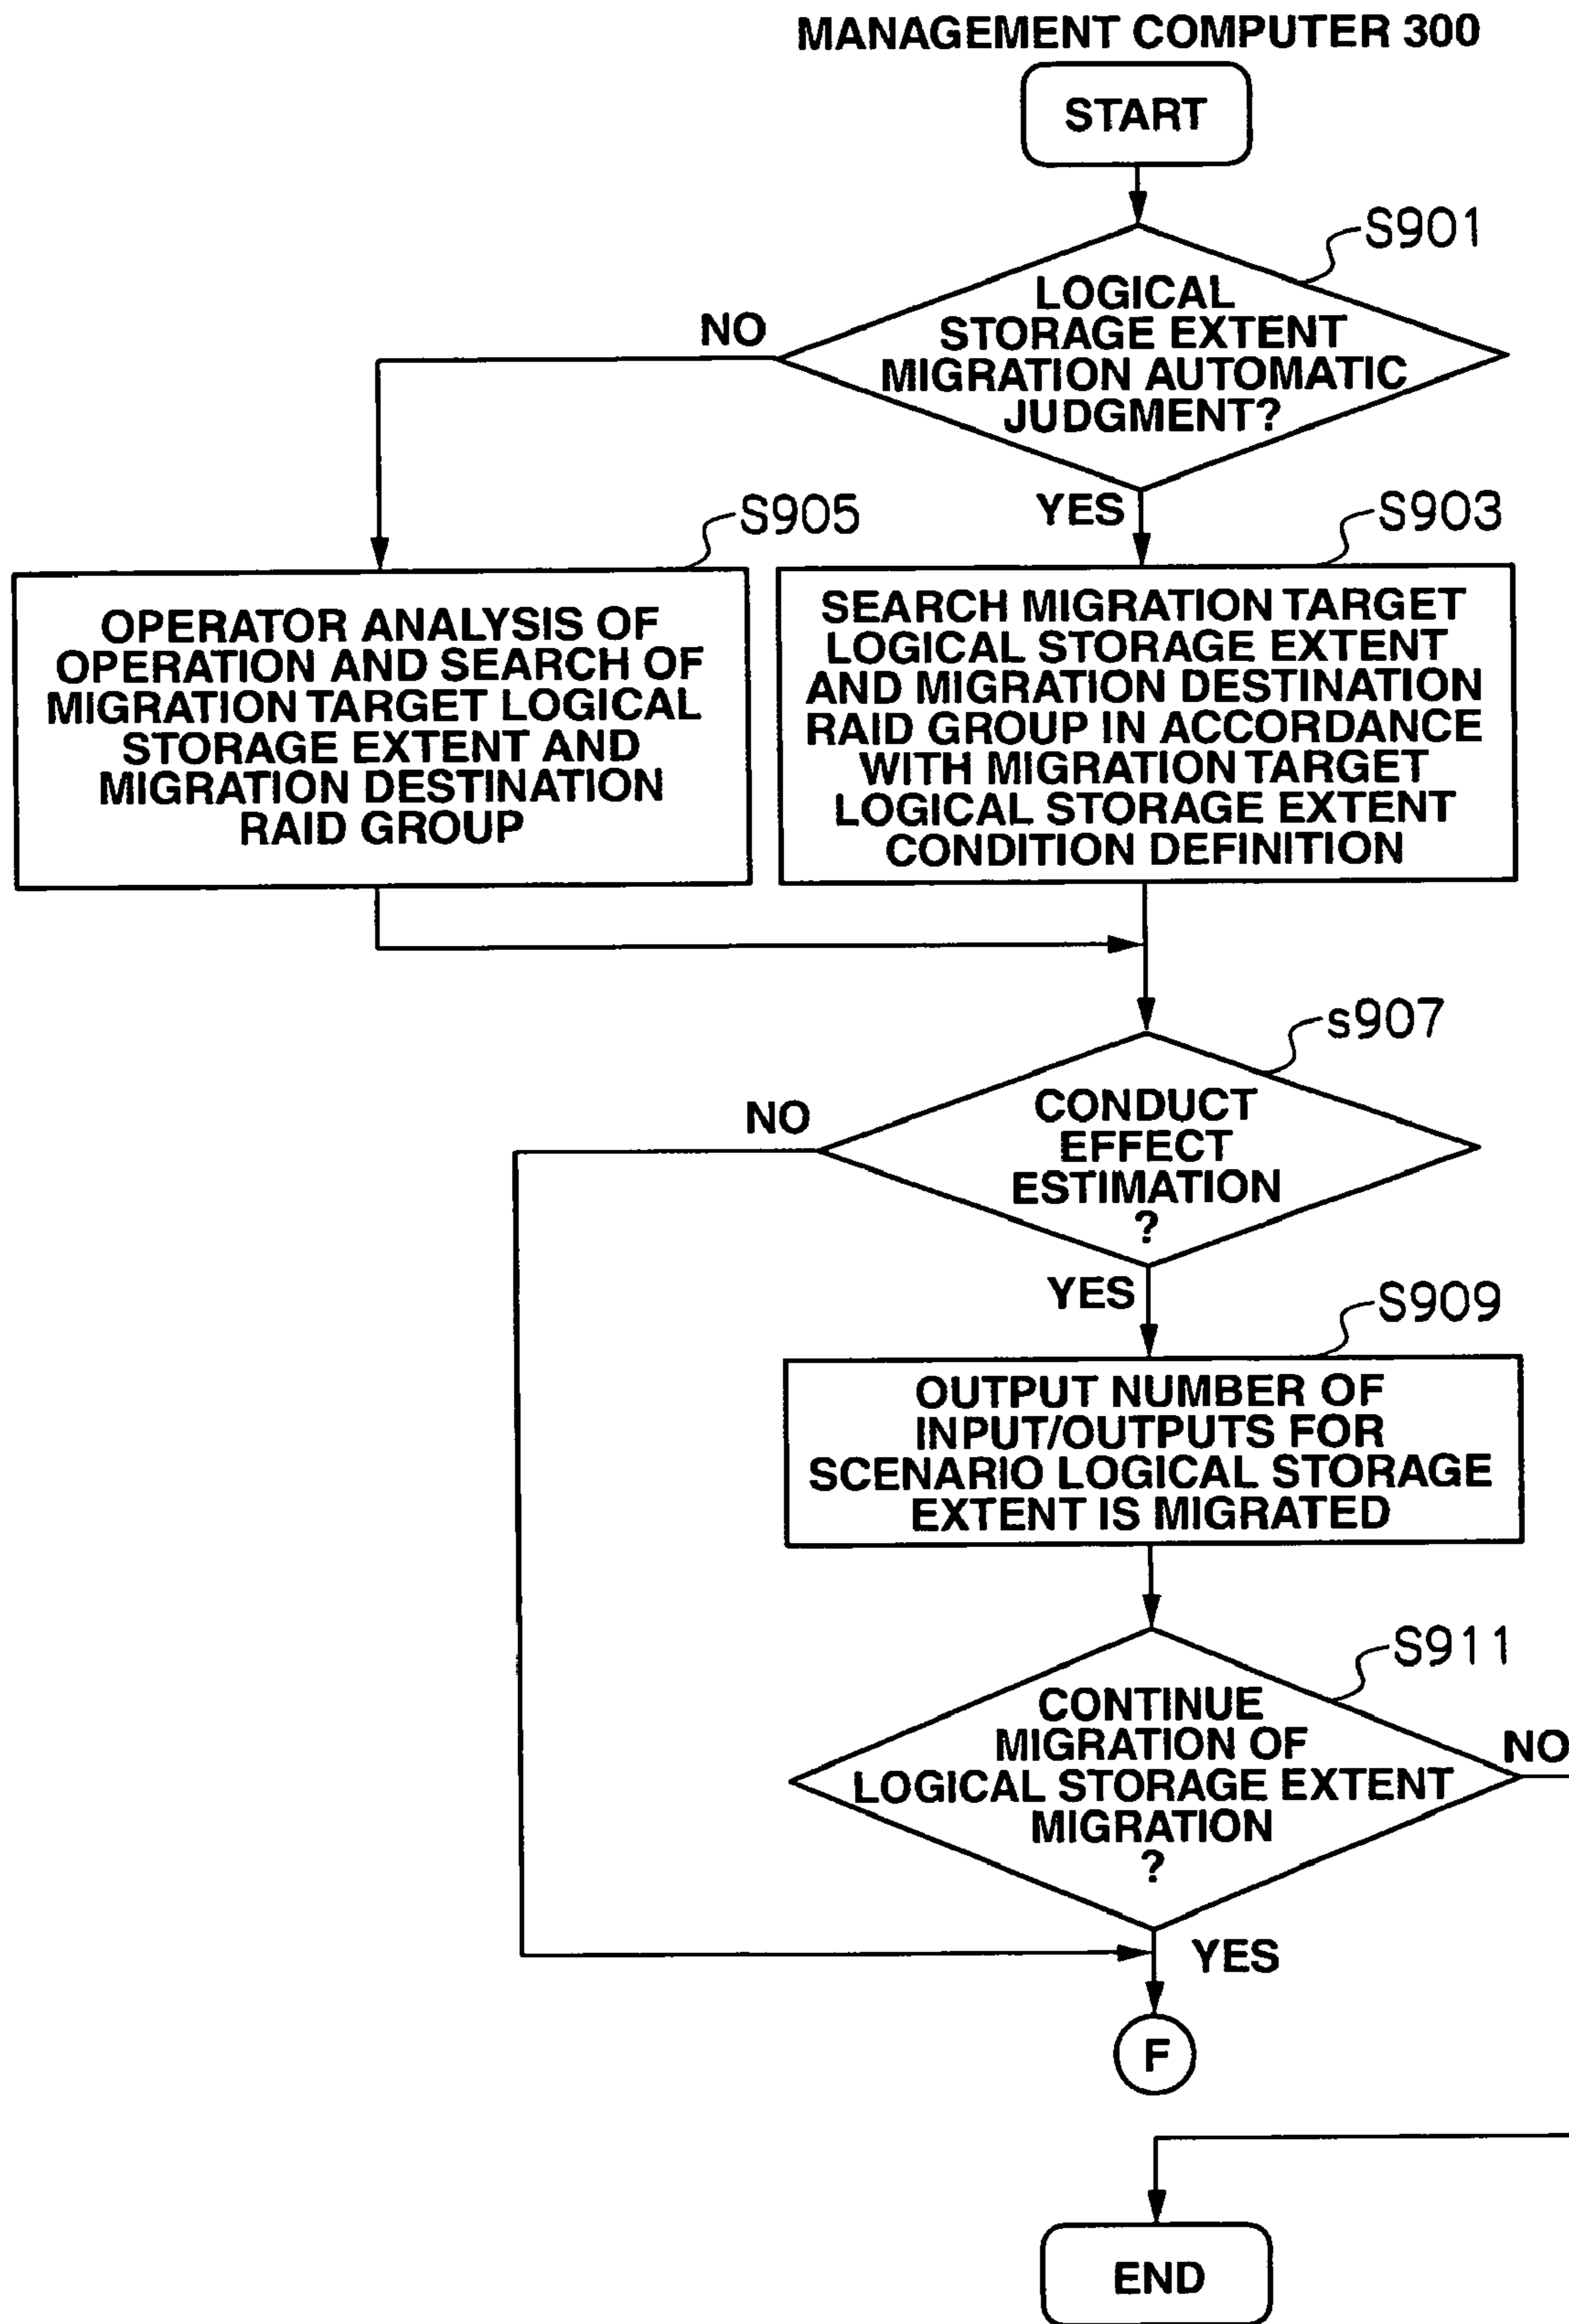 MANAGEMENT COMPUTER 300
START
S901
LOGICAL
STORAGE EXTENT
MIGRATION AUTOMATIC
JUDGMENT?
NO
YES
S905
S903
OPERATOR ANALYSIS OF
OPERATION AND SEARCH OF
MIGRATION TARGET LOGICAL
STORAGE EXTENT AND
MIGRATION DESTINATION
RAID GROUP
SEARCH MIGRATION TARGET
LOGICAL STORAGE EXTENT
AND MIGRATION DESTINATION
RAID GROUP IN ACCORDANCE
WITH MIGRATION TARGET
LOGICAL STORAGE EXTENT
CONDITION DEFINITION
s907
CONDUCT
EFFECT
ESTIMATION
?
NO
YES
S909
OUTPUT NUMBER OF
INPUT/OUTPUTS FOR
SCENARIO LOGICAL STORAGE
EXTENT IS MIGRATED
S911
CONTINUE
MIGRATION OF
LOGICAL STORAGE EXTENT
MIGRATION
?
NO
YES
F
END